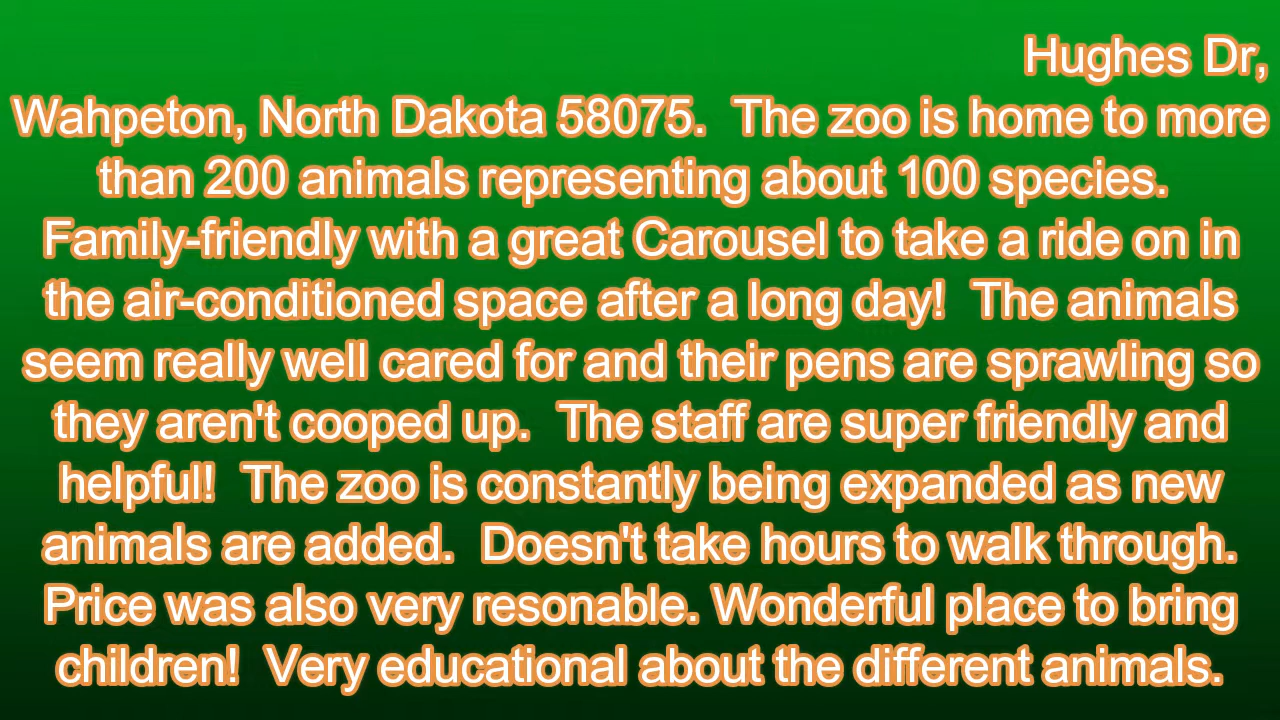 Hughes Dr,
Wahpeton, North Dakota 58075.  The zoo is home to more
than 200 animals representing about 100 species.
Family-friendly with a great Carousel to take a ride on in
the air-conditioned space after a long day!  The animals
seem really well cared for and their pens are sprawling so
they aren't cooped up.  The staff are super friendly and
helpful!  The zoo is constantly being expanded as new
animals are added.  Doesn't take hours to walk through.
Price was also very resonable. Wonderful place to bring
children!  Very educational about the different animals.